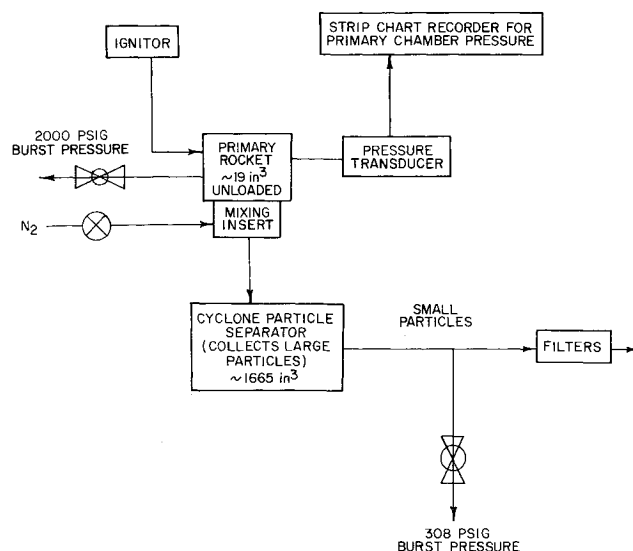 IGNITOR
STRIP CHART RECORDER FOR
PRIMARY CHAMBER PRESSURE
2000 PSIG
BURST PRESSURE
PRIMARY
ROCKET
~19 in³
UNLOADED
PRESSURE
TRANSDUCER
MIXING
INSERT
N₂
CYCLONE PARTICLE
SEPARATOR
(COLLECTS LARGE
PARTICLES)
~1665 in³
SMALL
PARTICLES
FILTERS
308 PSIG
BURST PRESSURE